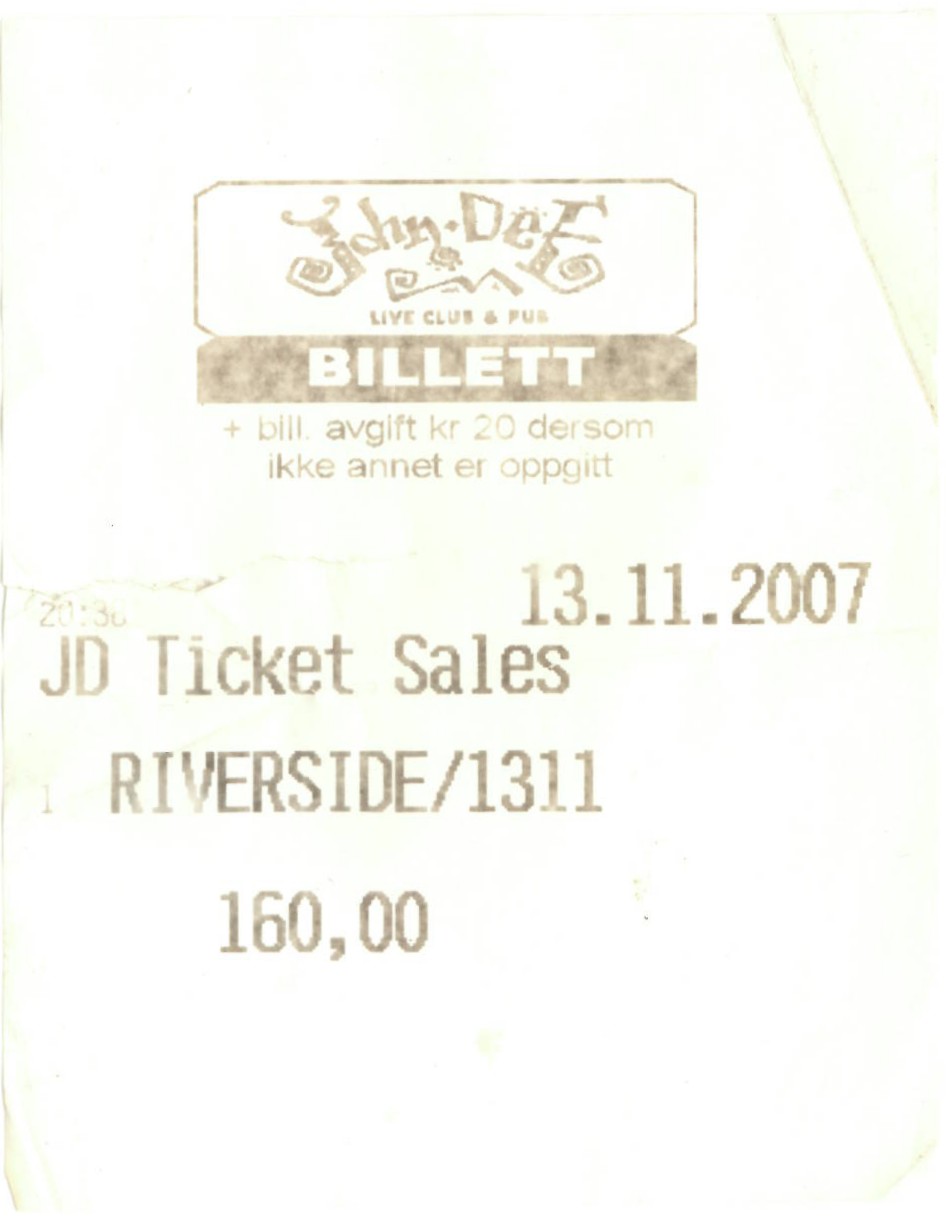 John·DeE
LIVE CLUB & PUB
BILLETT
+ bill. avgift kr 20 dersom
ikke annet er oppgitt
13.11.2007
JD Ticket Sales
1 RIVERSIDE/1311
160,00